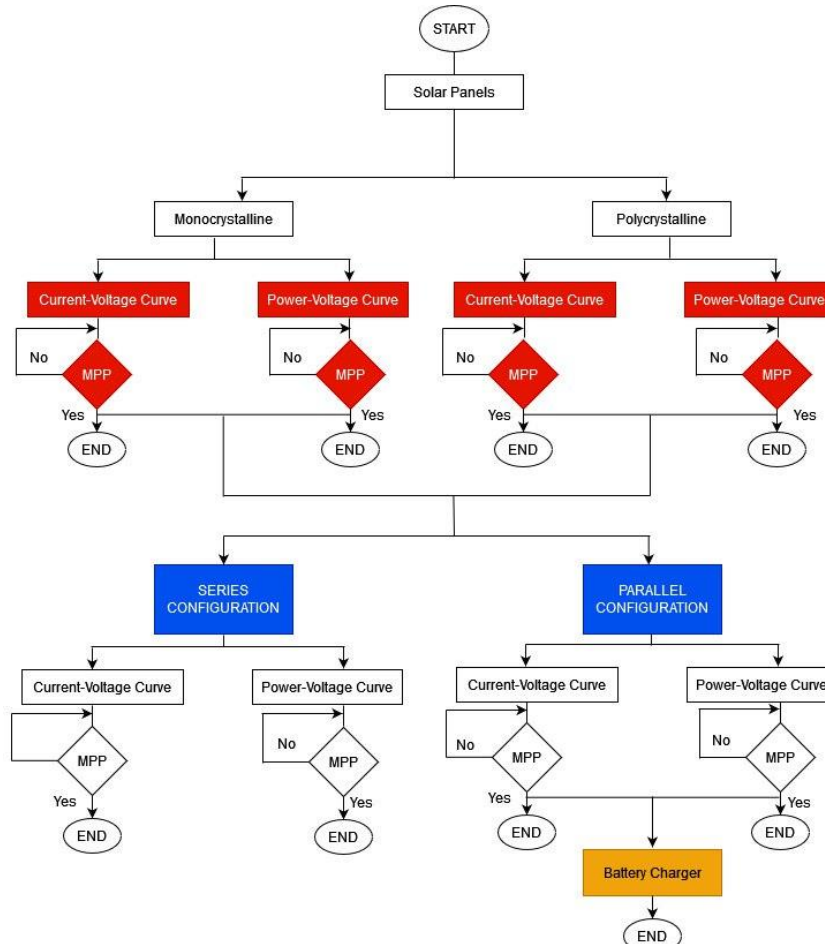 START
Solar Panels
Monocrystalline
Polycrystalline
Current-Voltage Curve
Power-Voltage Curve
Current-Voltage Curve
Power-Voltage Curve
No
MPP
No
MPP
No
MPP
No
MPP
Yes
Yes
Yes
Yes
END
END
END
END
SERIES
CONFIGURATION
PARALLEL
CONFIGURATION
Current-Voltage Curve
Power-Voltage Curve
Current-Voltage Curve
Power-Voltage Curve
MPP
No
MPP
No
MPP
No
MPP
Yes
Yes
Yes
Yes
END
END
END
END
Battery Charger
END